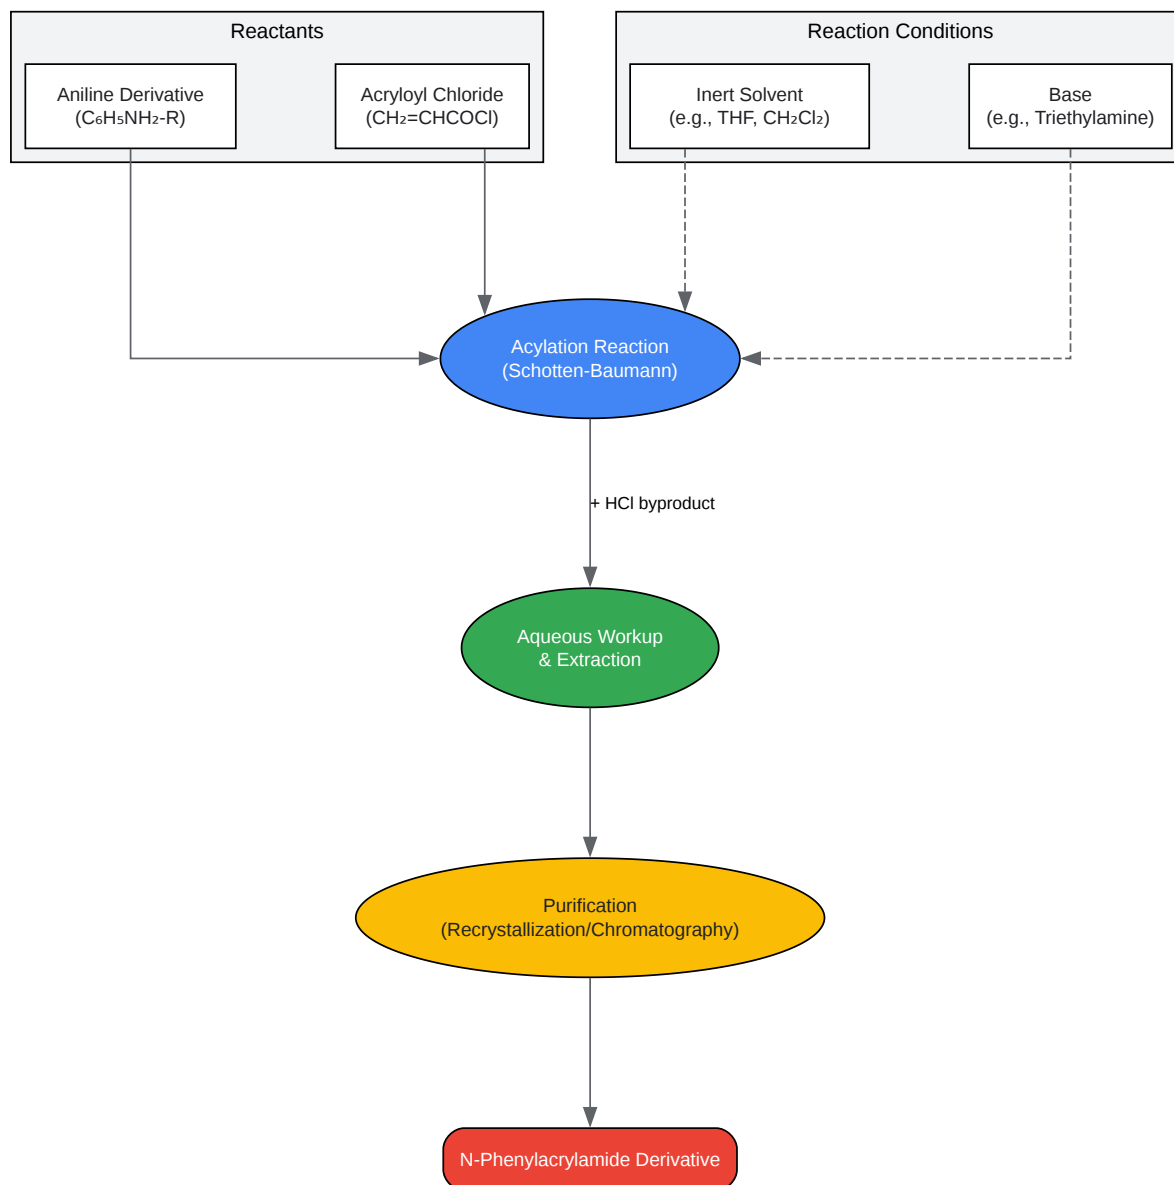 Reactants
Aniline Derivative
(C₆H₅NH₂-R)
Acryloyl Chloride
(CH₂=CHCOCl)
Reaction Conditions
Inert Solvent
(e.g., THF, CH₂Cl₂)
Base
(e.g., Triethylamine)
Acylation Reaction
(Schotten-Baumann)
+ HCl byproduct
Aqueous Workup
& Extraction
Purification
(Recrystallization/Chromatography)
N-Phenylacrylamide Derivative